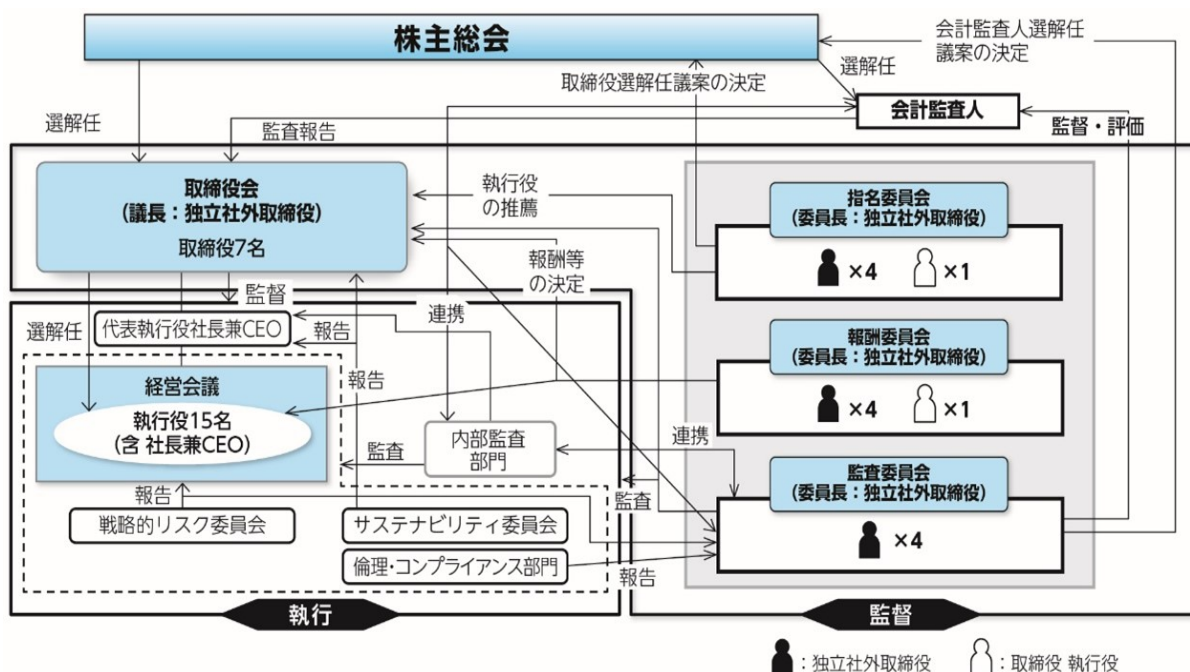 株主総会
会計監査人選解任
議案の決定
選解任
取締役選解任議案の決定
会計監査人
選解任
監査報告
監督・評価
取締役会
(議長：独立社外取締役)
取締役7名
執行役
の推薦
指名委員会
(委員長：独立社外取締役)
×4
×1
報酬等
の決定
監督
連携
選解任
代表執行役社長兼CEO
報告
報告
報酬委員会
(委員長：独立社外取締役)
×4
×1
経営会議
執行役15名
(含 社長兼CEO)
内部監査
部門
監査
連携
監査委員会
(委員長：独立社外取締役)
×4
報告
監査
戦略的リスク委員会
サステナビリティ委員会
倫理・コンプライアンス部門
報告
執行
監督
：独立社外取締役
：取締役 執行役